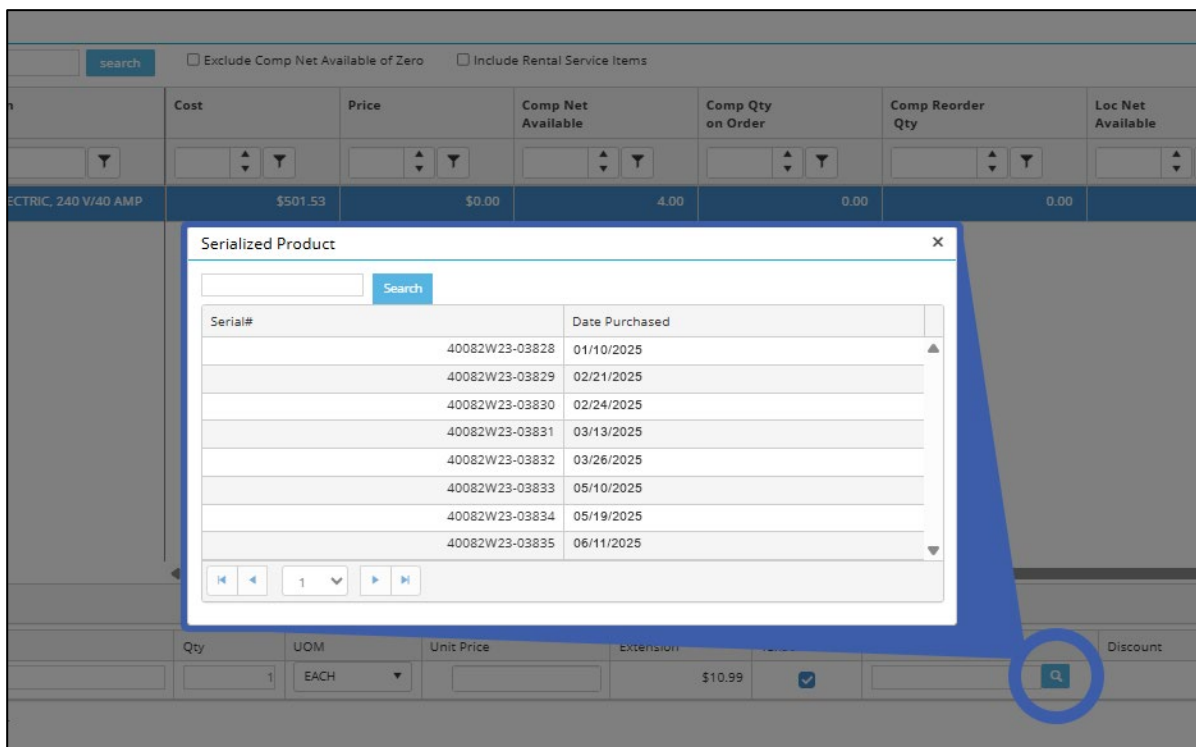 search Exclude Comp Net Available of Zero Include Rental Service Items
Cost Price Comp Net Available Comp Qty on Order Comp Reorder Qty Loc Net Available
ECTRIC, 240 V/40 AMP $501.53 $0.00 4.00 0.00 0.00
Serialized Product
Search
Serial# Date Purchased
40082W23-03828 01/10/2025
40082W23-03829 02/21/2025
40082W23-03830 02/24/2025
40082W23-03831 03/13/2025
40082W23-03832 03/26/2025
40082W23-03833 05/10/2025
40082W23-03834 05/19/2025
40082W23-03835 06/11/2025
1
Qty UOM Unit Price Extension Discount
1 EACH $10.99